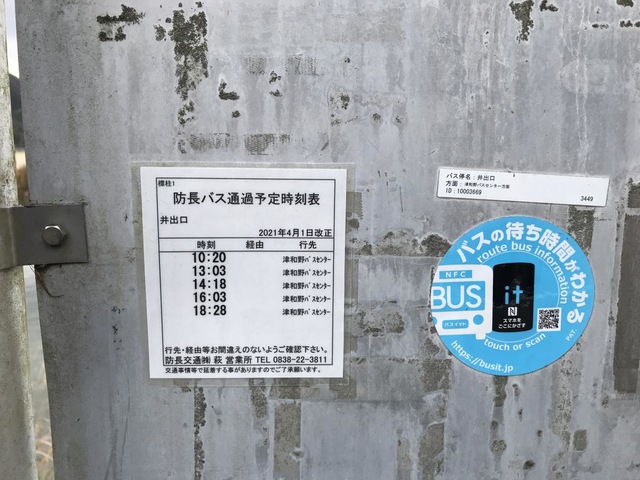 標柱1
防長バス通過予定時刻表
井出口
2021年4月1日改正
時刻 経由 行先
10:20 津和野バスセンター
13:03 津和野バスセンター
14:18 津和野バスセンター
16:03 津和野バスセンター
18:28 津和野バスセンター
行先・経由等お間違えのないようご確認下さい。
防長交通㈱ 萩 営業所 TEL 0838-22-3811
交通事情等で延着する事がありますのでご了承願います。
バス停名:井出口
方面:津和野バスセンター方面
ID:10003669
3449
バスの待ち時間がわかる
route bus information
NFC
BUS
バスイマド
it
スマホを
ここにかざす
touch or scan
https://busit.jp
PAT.